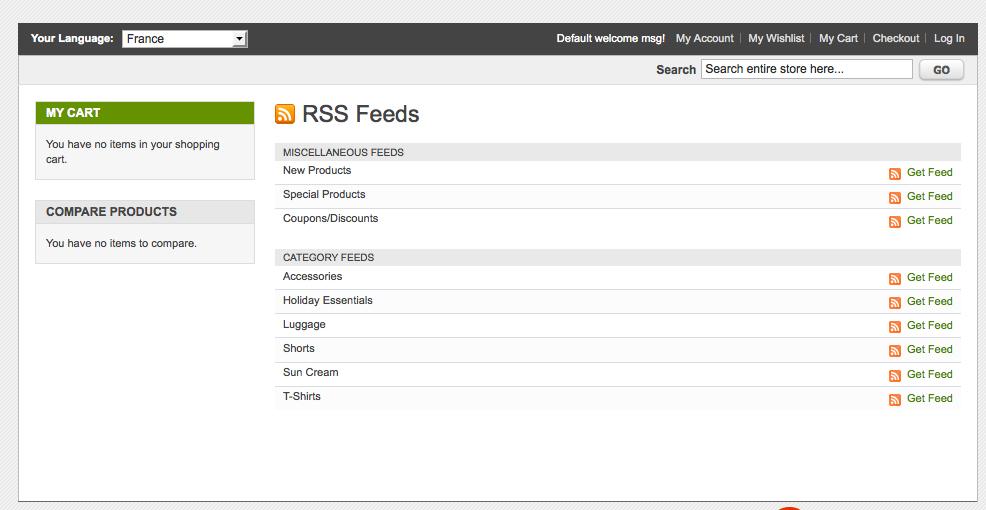 Your Language: France Default welcome msg! My Account My Wishlist My Cart Checkout Log In
Search Search entire store here... GO
MY CART
You have no items in your shopping
cart.
COMPARE PRODUCTS
You have no items to compare.
RSS Feeds
MISCELLANEOUS FEEDS
New Products Get Feed
Special Products Get Feed
Coupons/Discounts Get Feed
CATEGORY FEEDS
Accessories Get Feed
Holiday Essentials Get Feed
Luggage Get Feed
Shorts Get Feed
Sun Cream Get Feed
T-Shirts Get Feed